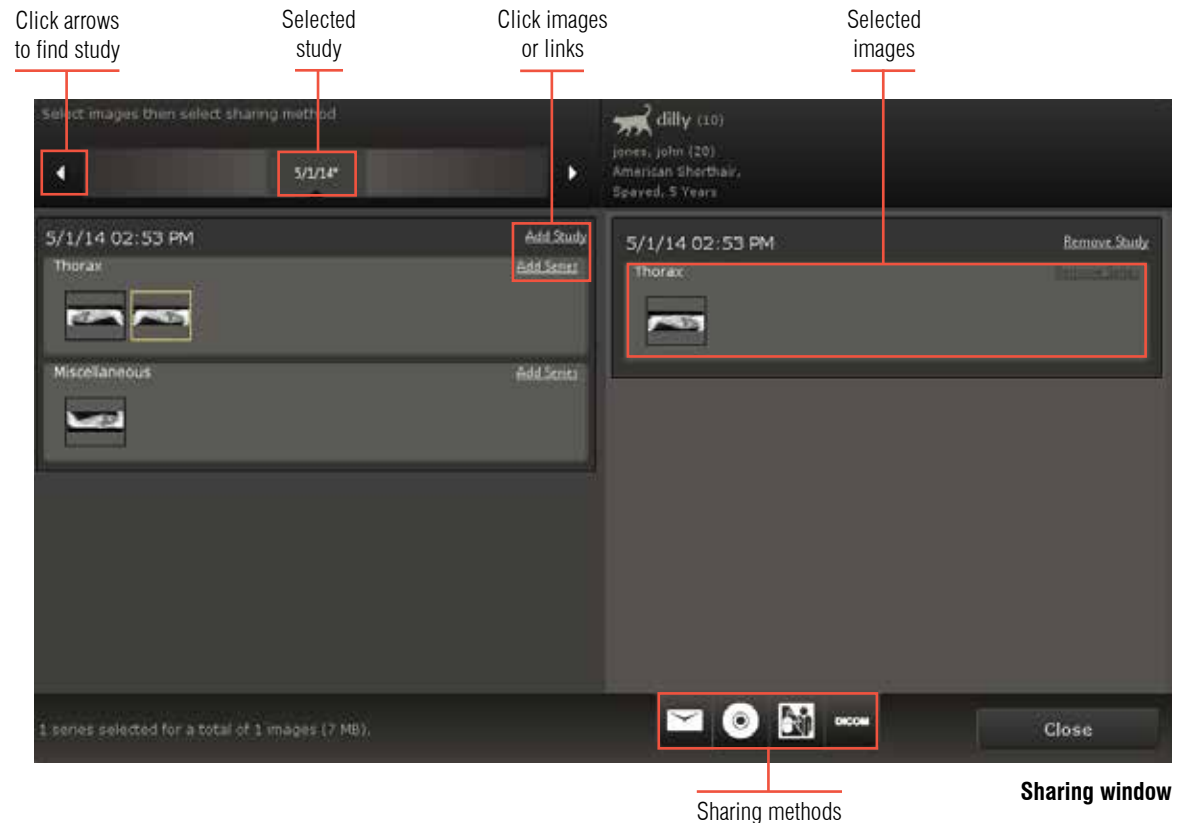 Click arrows
to find study
Selected
study
Click images
or links
Selected
images
Select images then select sharing method
5/1/14*
dilly (10)
jones, john (20)
American Shorthair,
Spayed, 5 Years
5/1/14 02:53 PM
Add Study
Thorax
Add Series
Miscellaneous
Add Series
5/1/14 02:53 PM
Remove Study
Thorax
Remove Series
1 series selected for a total of 1 images (7 MB).
DICOM
Close
Sharing methods
Sharing window